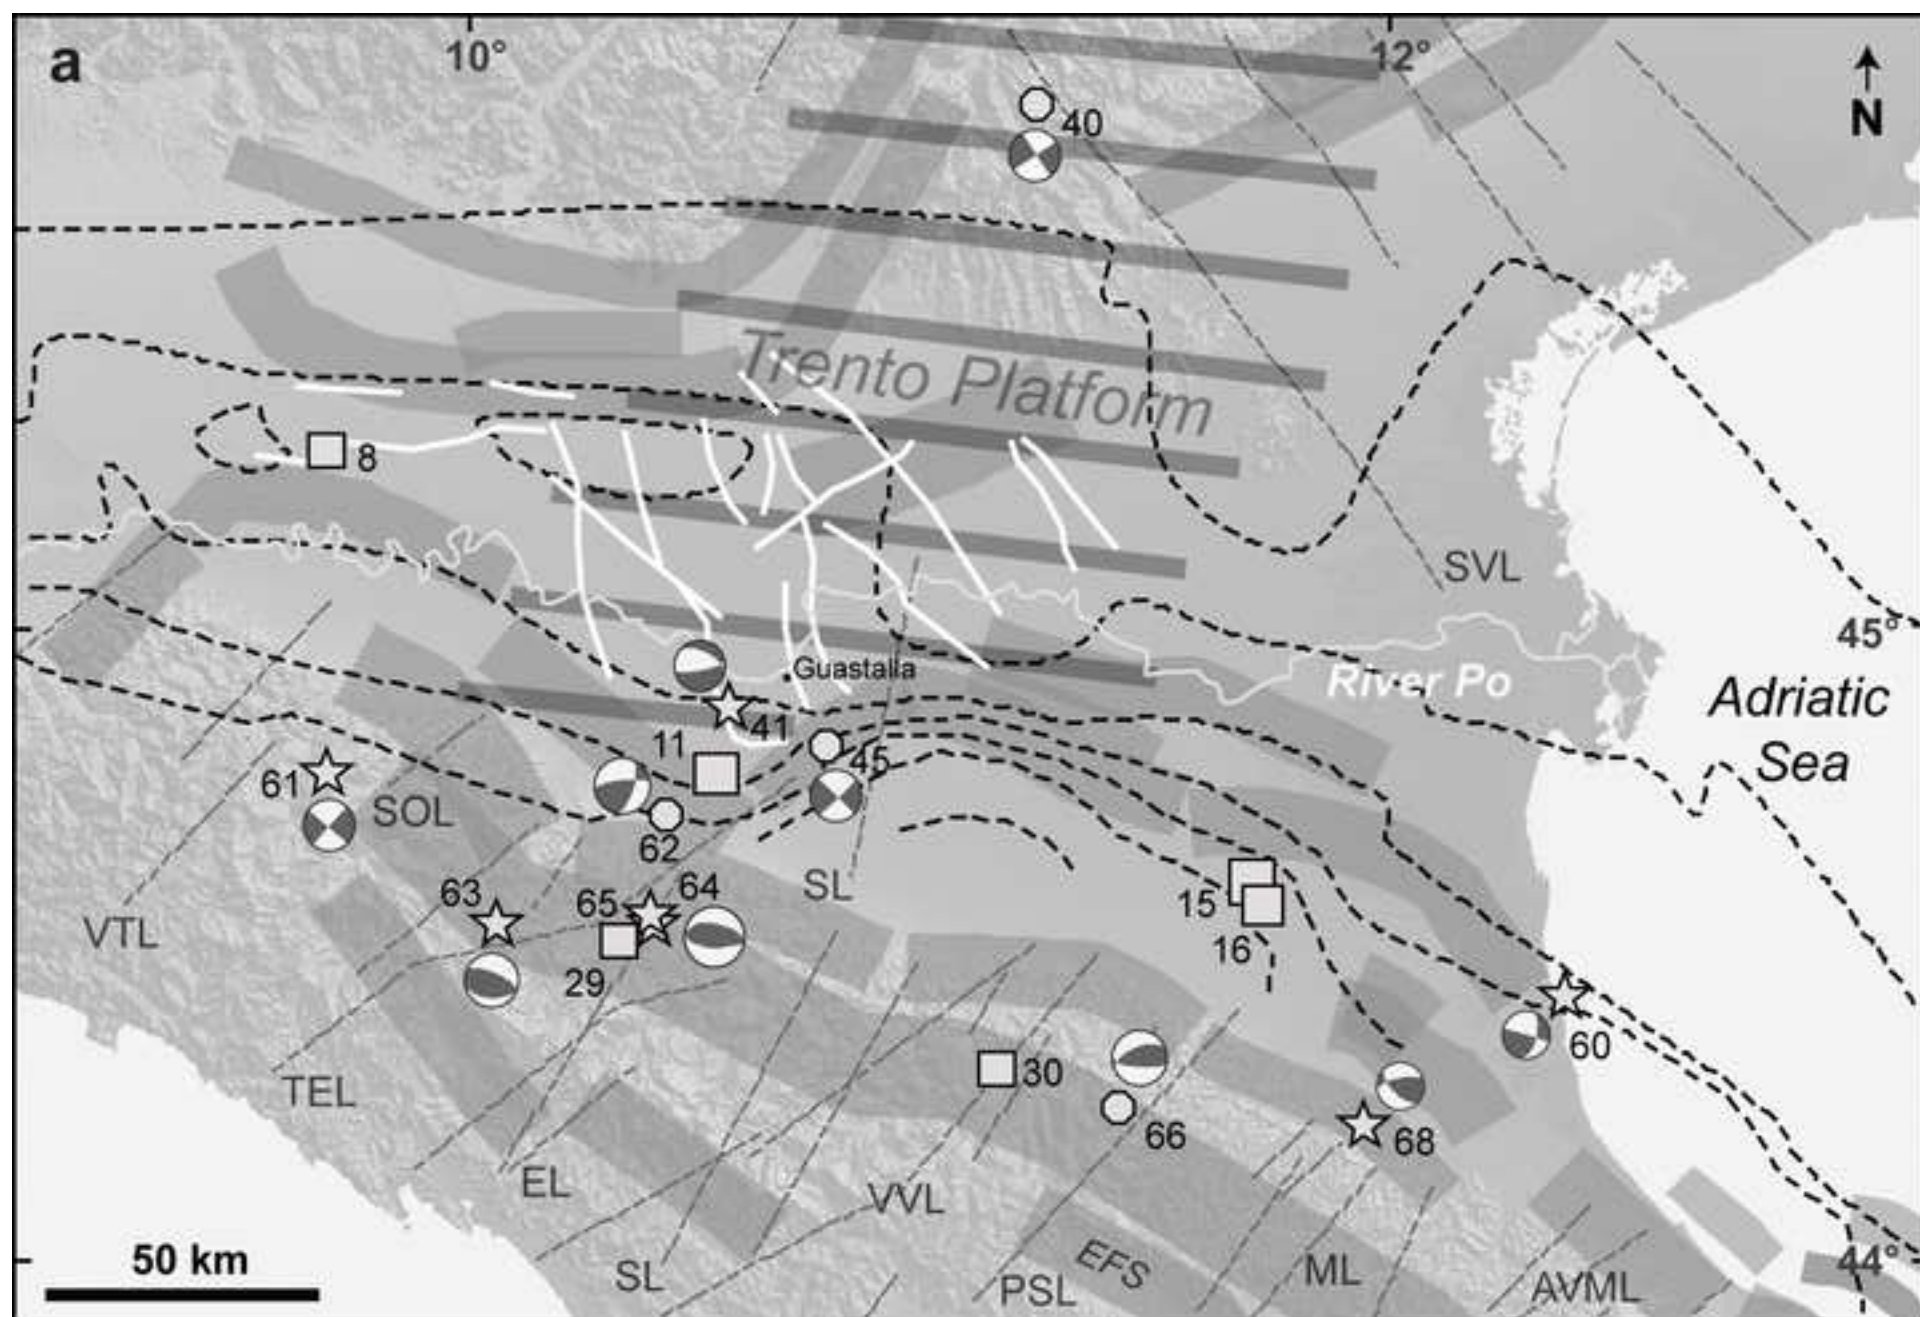 a
10°
12°
N
40
Trento Platform
8
SVL
45°
Guastalla
River Po
Adriatic
Sea
41
11
45
61
SOL
62
63
65
64
SL
15
VTL
16
29
60
30
TEL
66
68
EL
VVL
50 km
SL
PSL
EFS
ML
AVML
44°